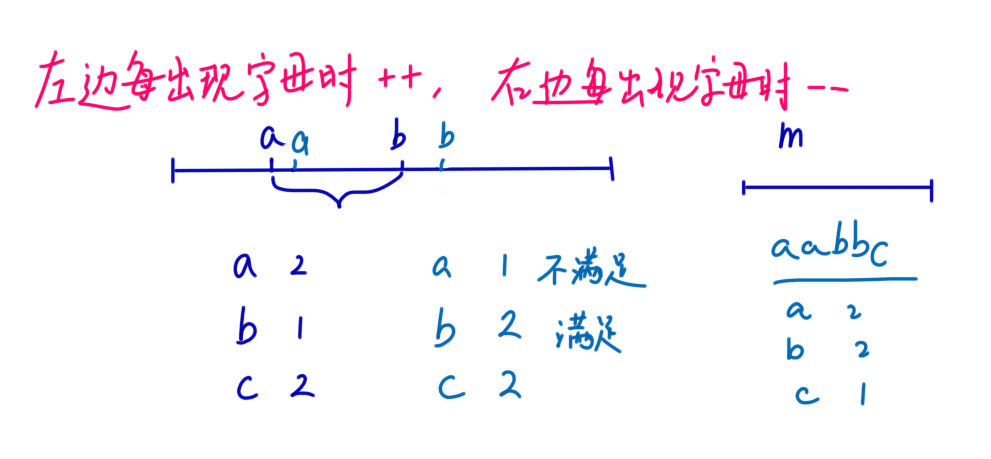 左边每出现字母时 ++, 右边每出现字母时 --
a a b b
m
aabbc
a 2 a 1 不满足 a 2
b 1 b 2 满足 b 2
c 2 c 2 c 1